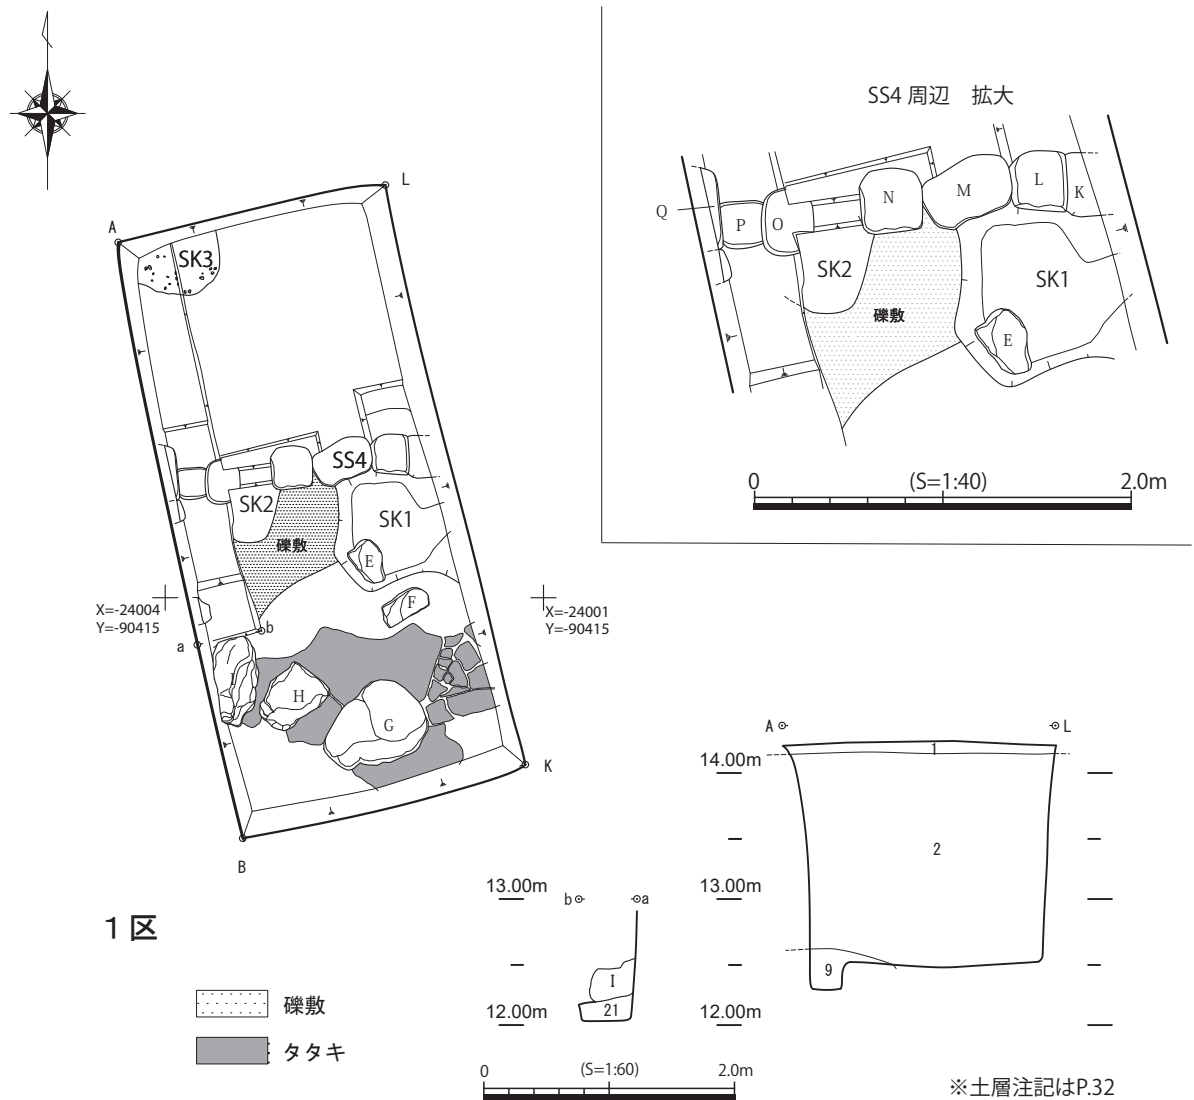 A
L
SK3
SS4
SK2
SK1
礫敷
E
F
X=-24004
Y=-90415
X=-24001
Y=-90415
a
b
I
H
G
K
B
SS4 周辺　拡大
Q
P
O
N
M
L
K
SK2
SK1
礫敷
E
0 (S=1:40) 2.0m
A
L
1
14.00m
2
13.00m
13.00m
b
a
9
I
21
12.00m
12.00m
1区
礫敷
タタキ
0 (S=1:60) 2.0m
※土層注記はP.32